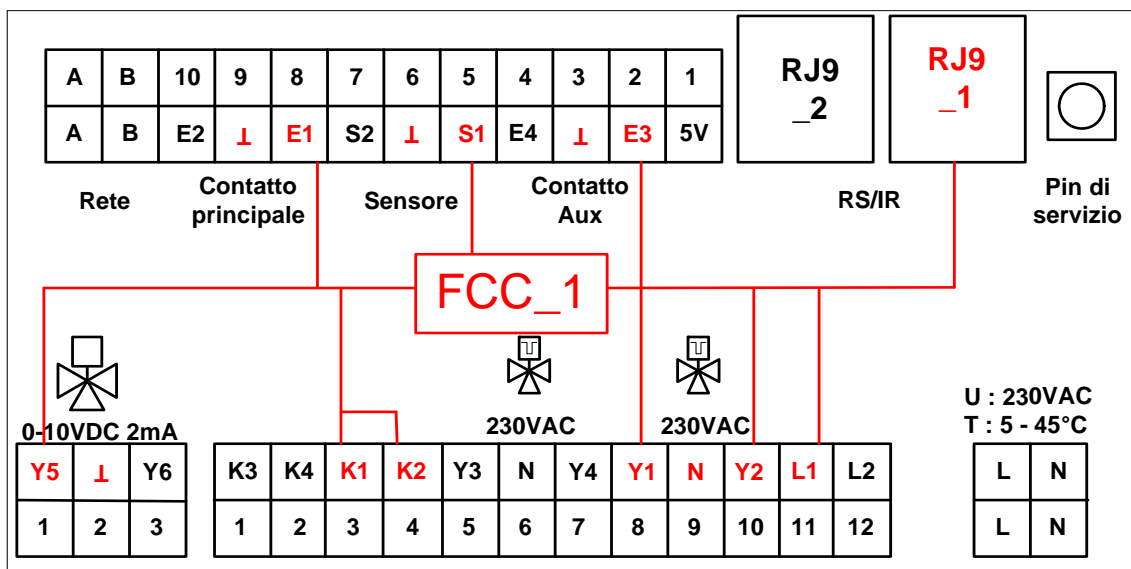 A B 10 9 8 7 6 5 4 3 2 1
A B E2 ⊥ E1 S2 ⊥ S1 E4 ⊥ E3 5V
RJ9
_2
RJ9
_1
Rete
Contatto
principale
Sensore
Contatto
Aux
RS/IR
Pin di
servizio
FCC_1
0-10VDC 2mA
230VAC
230VAC
U : 230VAC
T : 5 - 45°C
Y5 ⊥ Y6
1 2 3
K3 K4 K1 K2 Y3 N Y4 Y1 N Y2 L1 L2
1 2 3 4 5 6 7 8 9 10 11 12
L N
L N